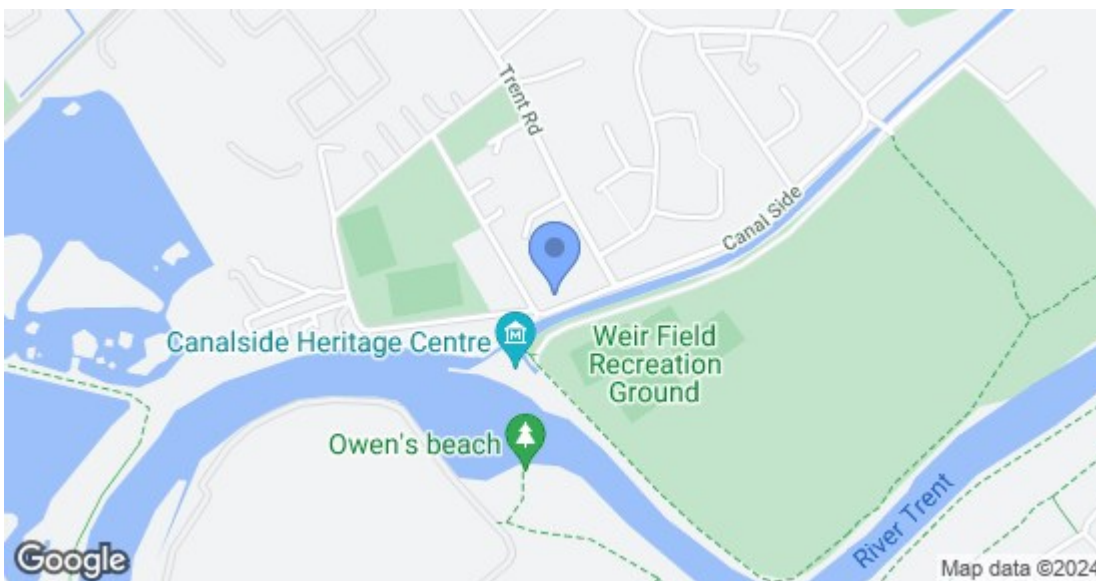 Trent Rd
Canal Side
Canalside Heritage Centre
M
Weir Field
Recreation
Ground
Owen's beach
River Trent
Google
Map data ©2024